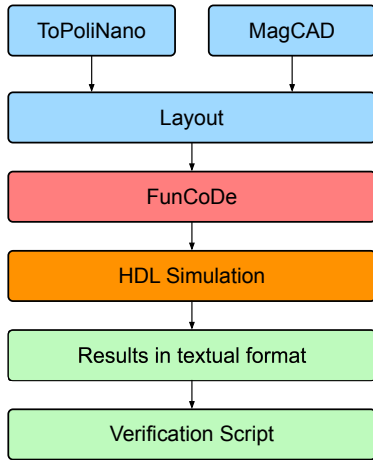 ToPoliNano
MagCAD
Layout
FunCoDe
HDL Simulation
Results in textual format
Verification Script